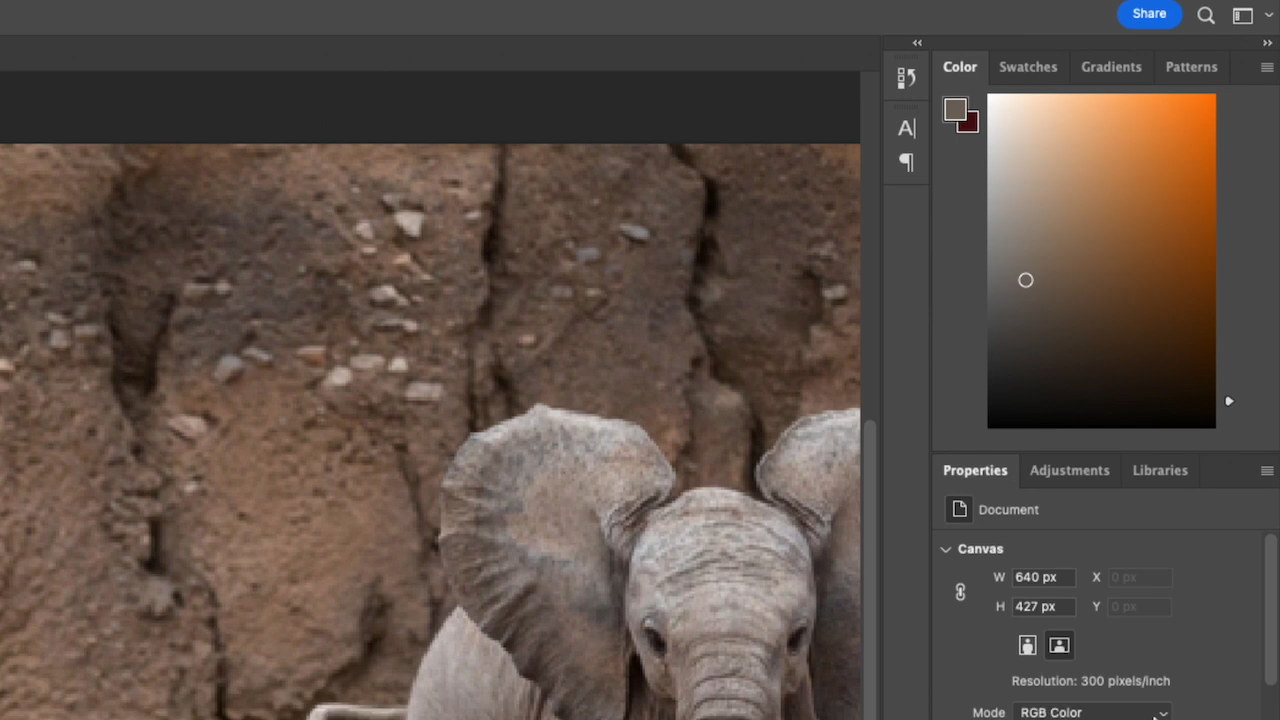 Share
Color Swatches Gradients Patterns
A|
Properties Adjustments Libraries
Document
Canvas
W 640 px X 0 px
H 427 px Y 0 px
Resolution: 300 pixels/inch
Mode RGB Color